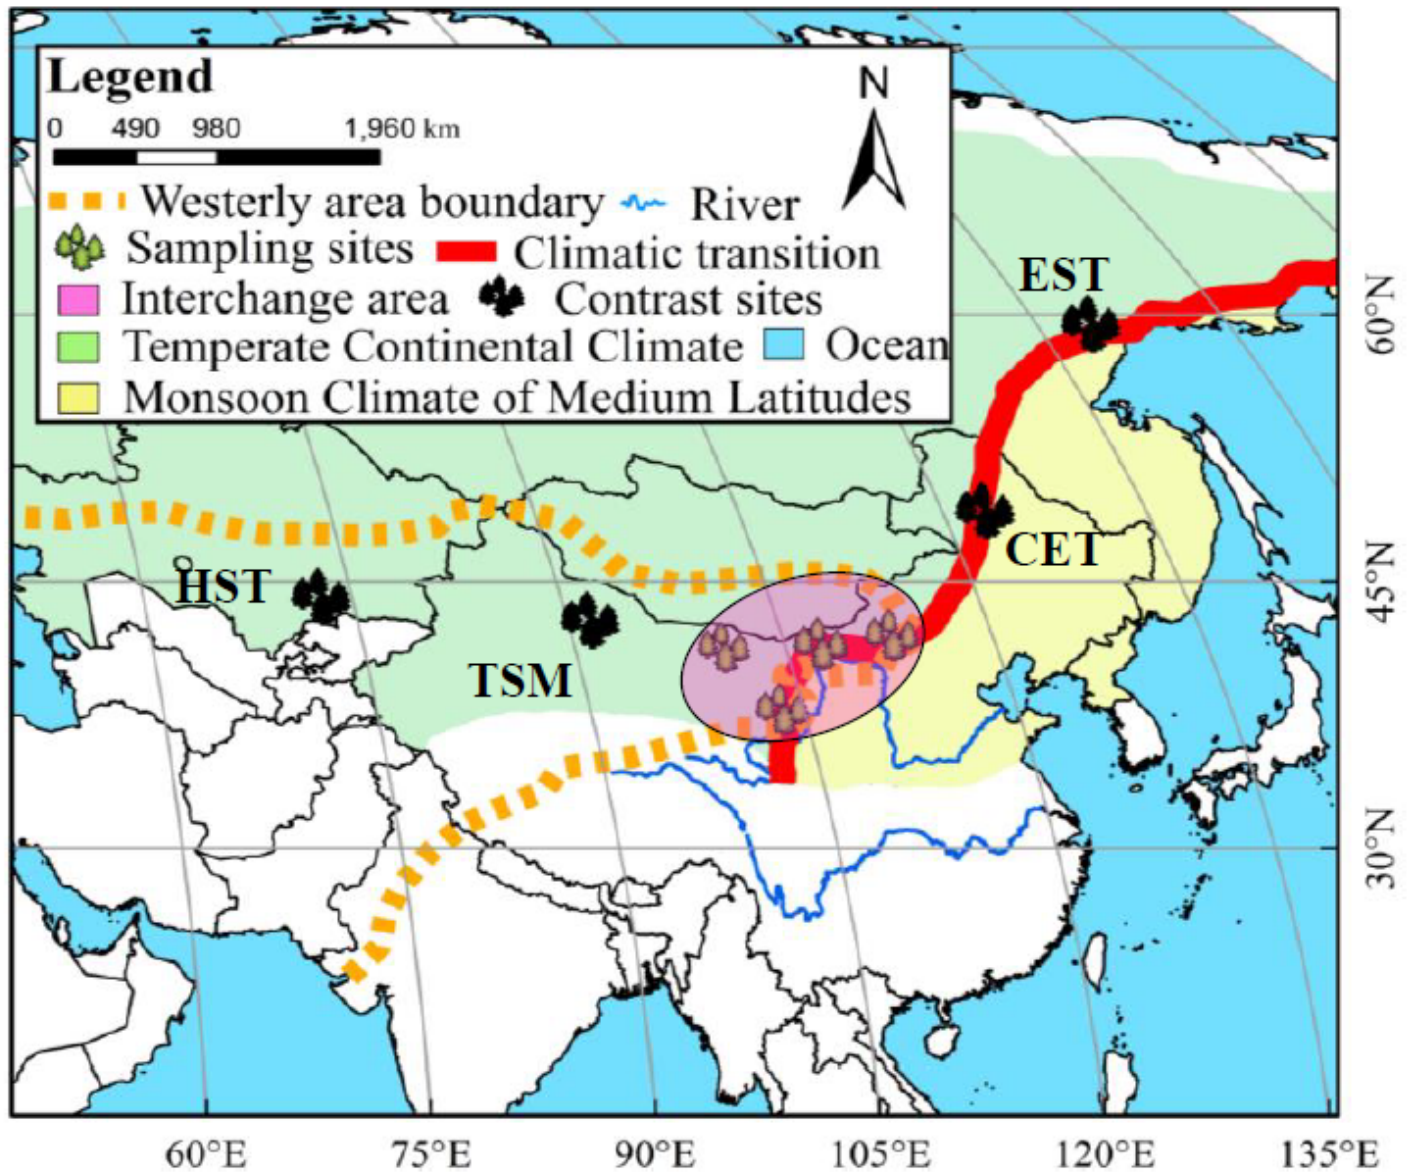 Legend
N
0 490 980 1,960 km
Westerly area boundary River
Sampling sites Climatic transition
Interchange area Contrast sites
Temperate Continental Climate Ocean
Monsoon Climate of Medium Latitudes
EST
CET
HST
TSM
60°N
45°N
30°N
60°E 75°E 90°E 105°E 120°E 135°E